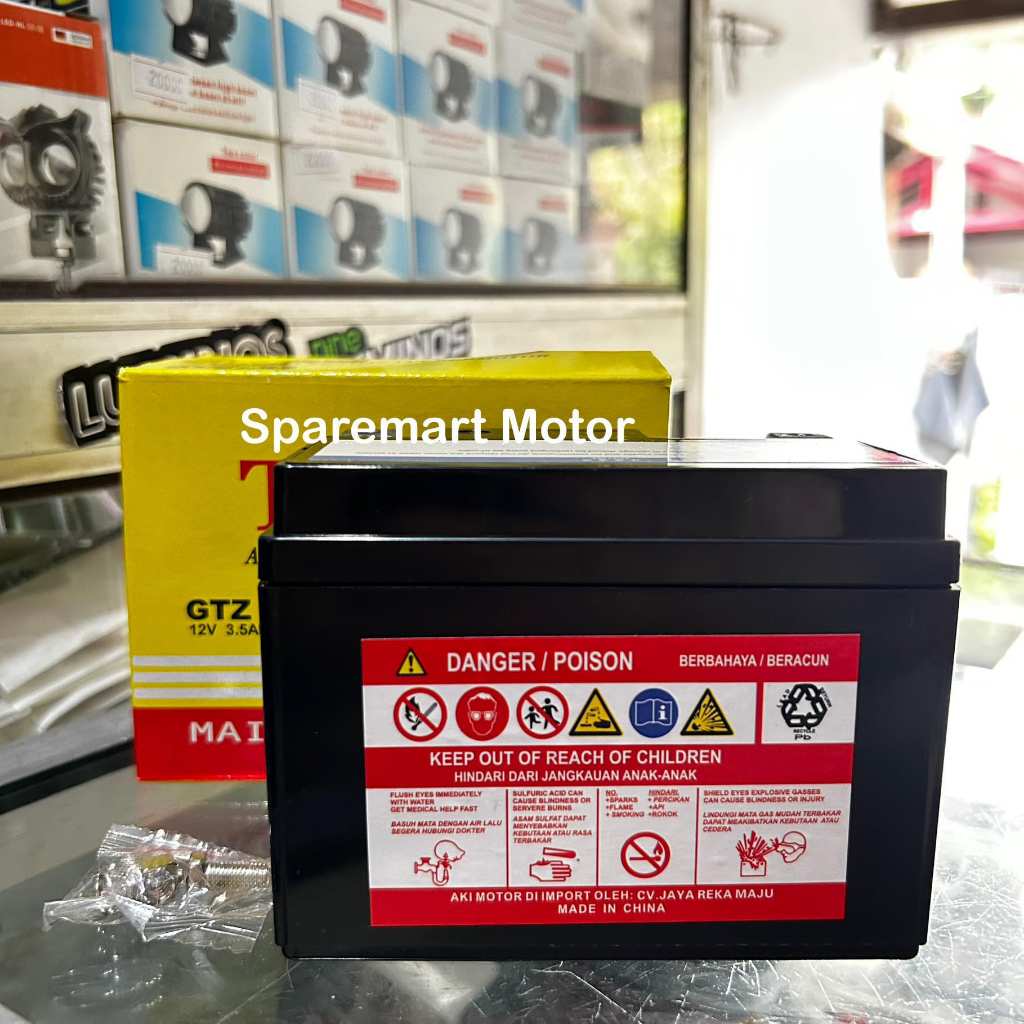 Sparemart Motor
GTZ
12V 3.5A
MAI
DANGER / POISON
BERBAHAYA / BERACUN
RECYCLE
Pb
KEEP OUT OF REACH OF CHILDREN
HINDARI DARI JANGKAUAN ANAK-ANAK
FLUSH EYES IMMEDIATELY
WITH WATER
GET MEDICAL HELP FAST
BASUH MATA DENGAN AIR LALU
SEGERA HUBUNGI DOKTER
SULFURIC ACID CAN
CAUSE BLINDNESS OR
SERVERE BURNS
ASAM SULFAT DAPAT
MENYEBABKAN
KEBUTAAN ATAU RASA
TERBAKAR
NO.
+SPARKS
+FLAME
+ SMOKING
HINDARI.
+ PERCIKAN
+API
+ROKOK
SHIELD EYES EXPLOSIVE GASSES
CAN CAUSE BLINDNESS OR INJURY
LINDUNGI MATA GAS MUDAH TERBAKAR
DAPAT MEAKIBATKAN KEBUTAAN ATAU
CEDERA
AKI MOTOR DI IMPORT OLEH: CV.JAYA REKA MAJU
MADE IN CHINA